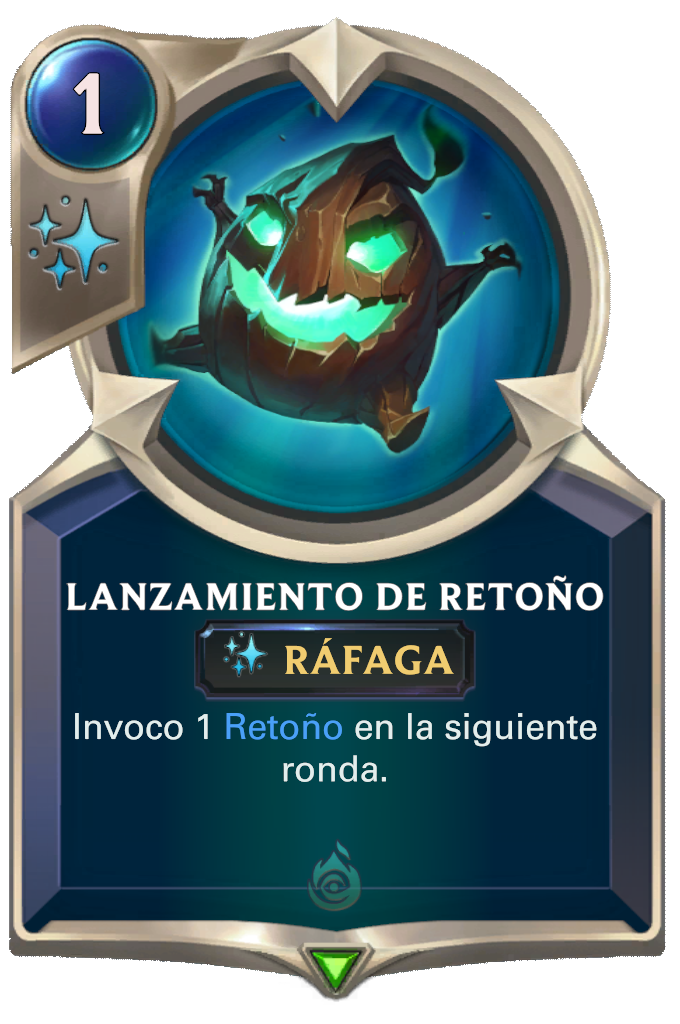 1
LANZAMIENTO DE RETOÑO
RÁFAGA
Invoco 1 Retoño en la siguiente
ronda.